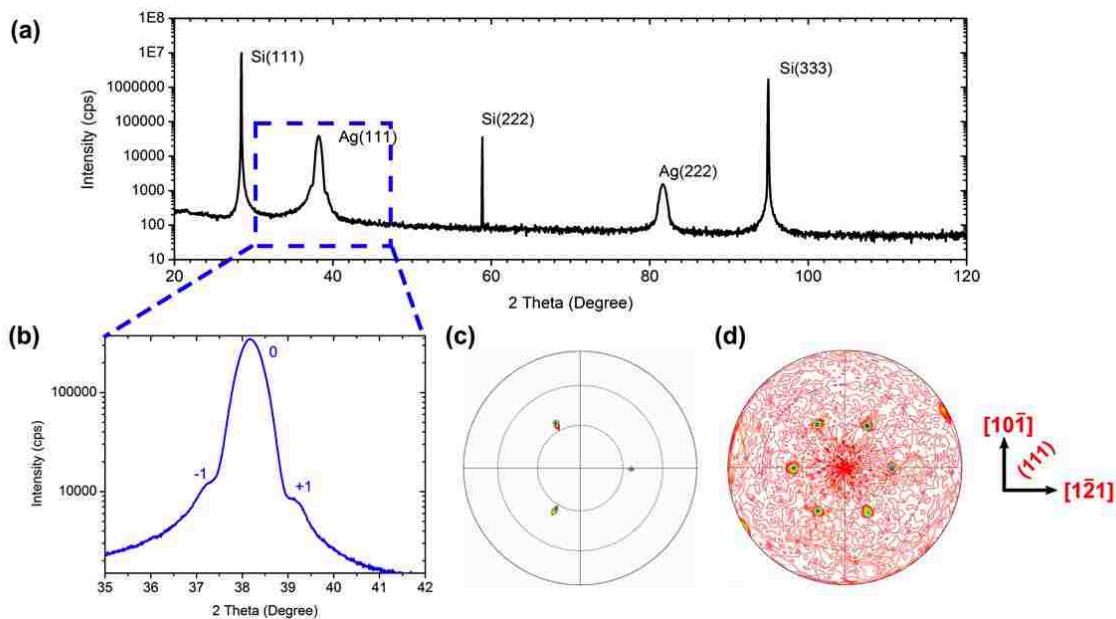 (a)
1E8
1E7
1000000
100000
10000
1000
100
10
Intensity (cps)
Si(111)
Ag(111)
Si(222)
Ag(222)
Si(333)
20 40 60 80 100 120
2 Theta (Degree)
(b)
100000
10000
Intensity (cps)
0
-1
+1
35 36 37 38 39 40 41 42
2 Theta (Degree)
(c)
(d)
[101̄]
(111)
[12̄1]